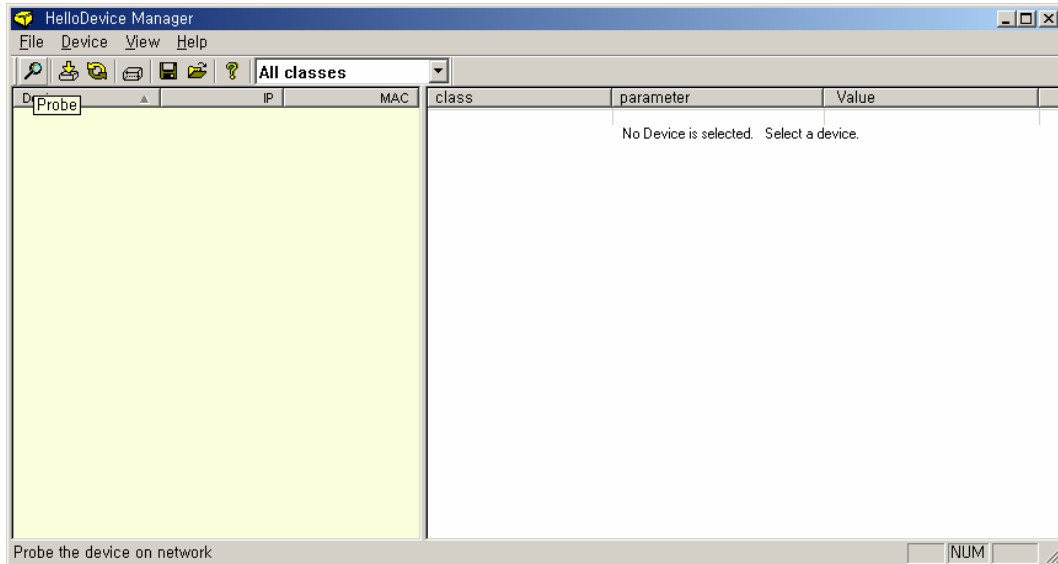 HelloDevice Manager
File Device View Help
All classes
IP MAC class parameter Value
Probe
No Device is selected. Select a device.
Probe the device on network
NUM